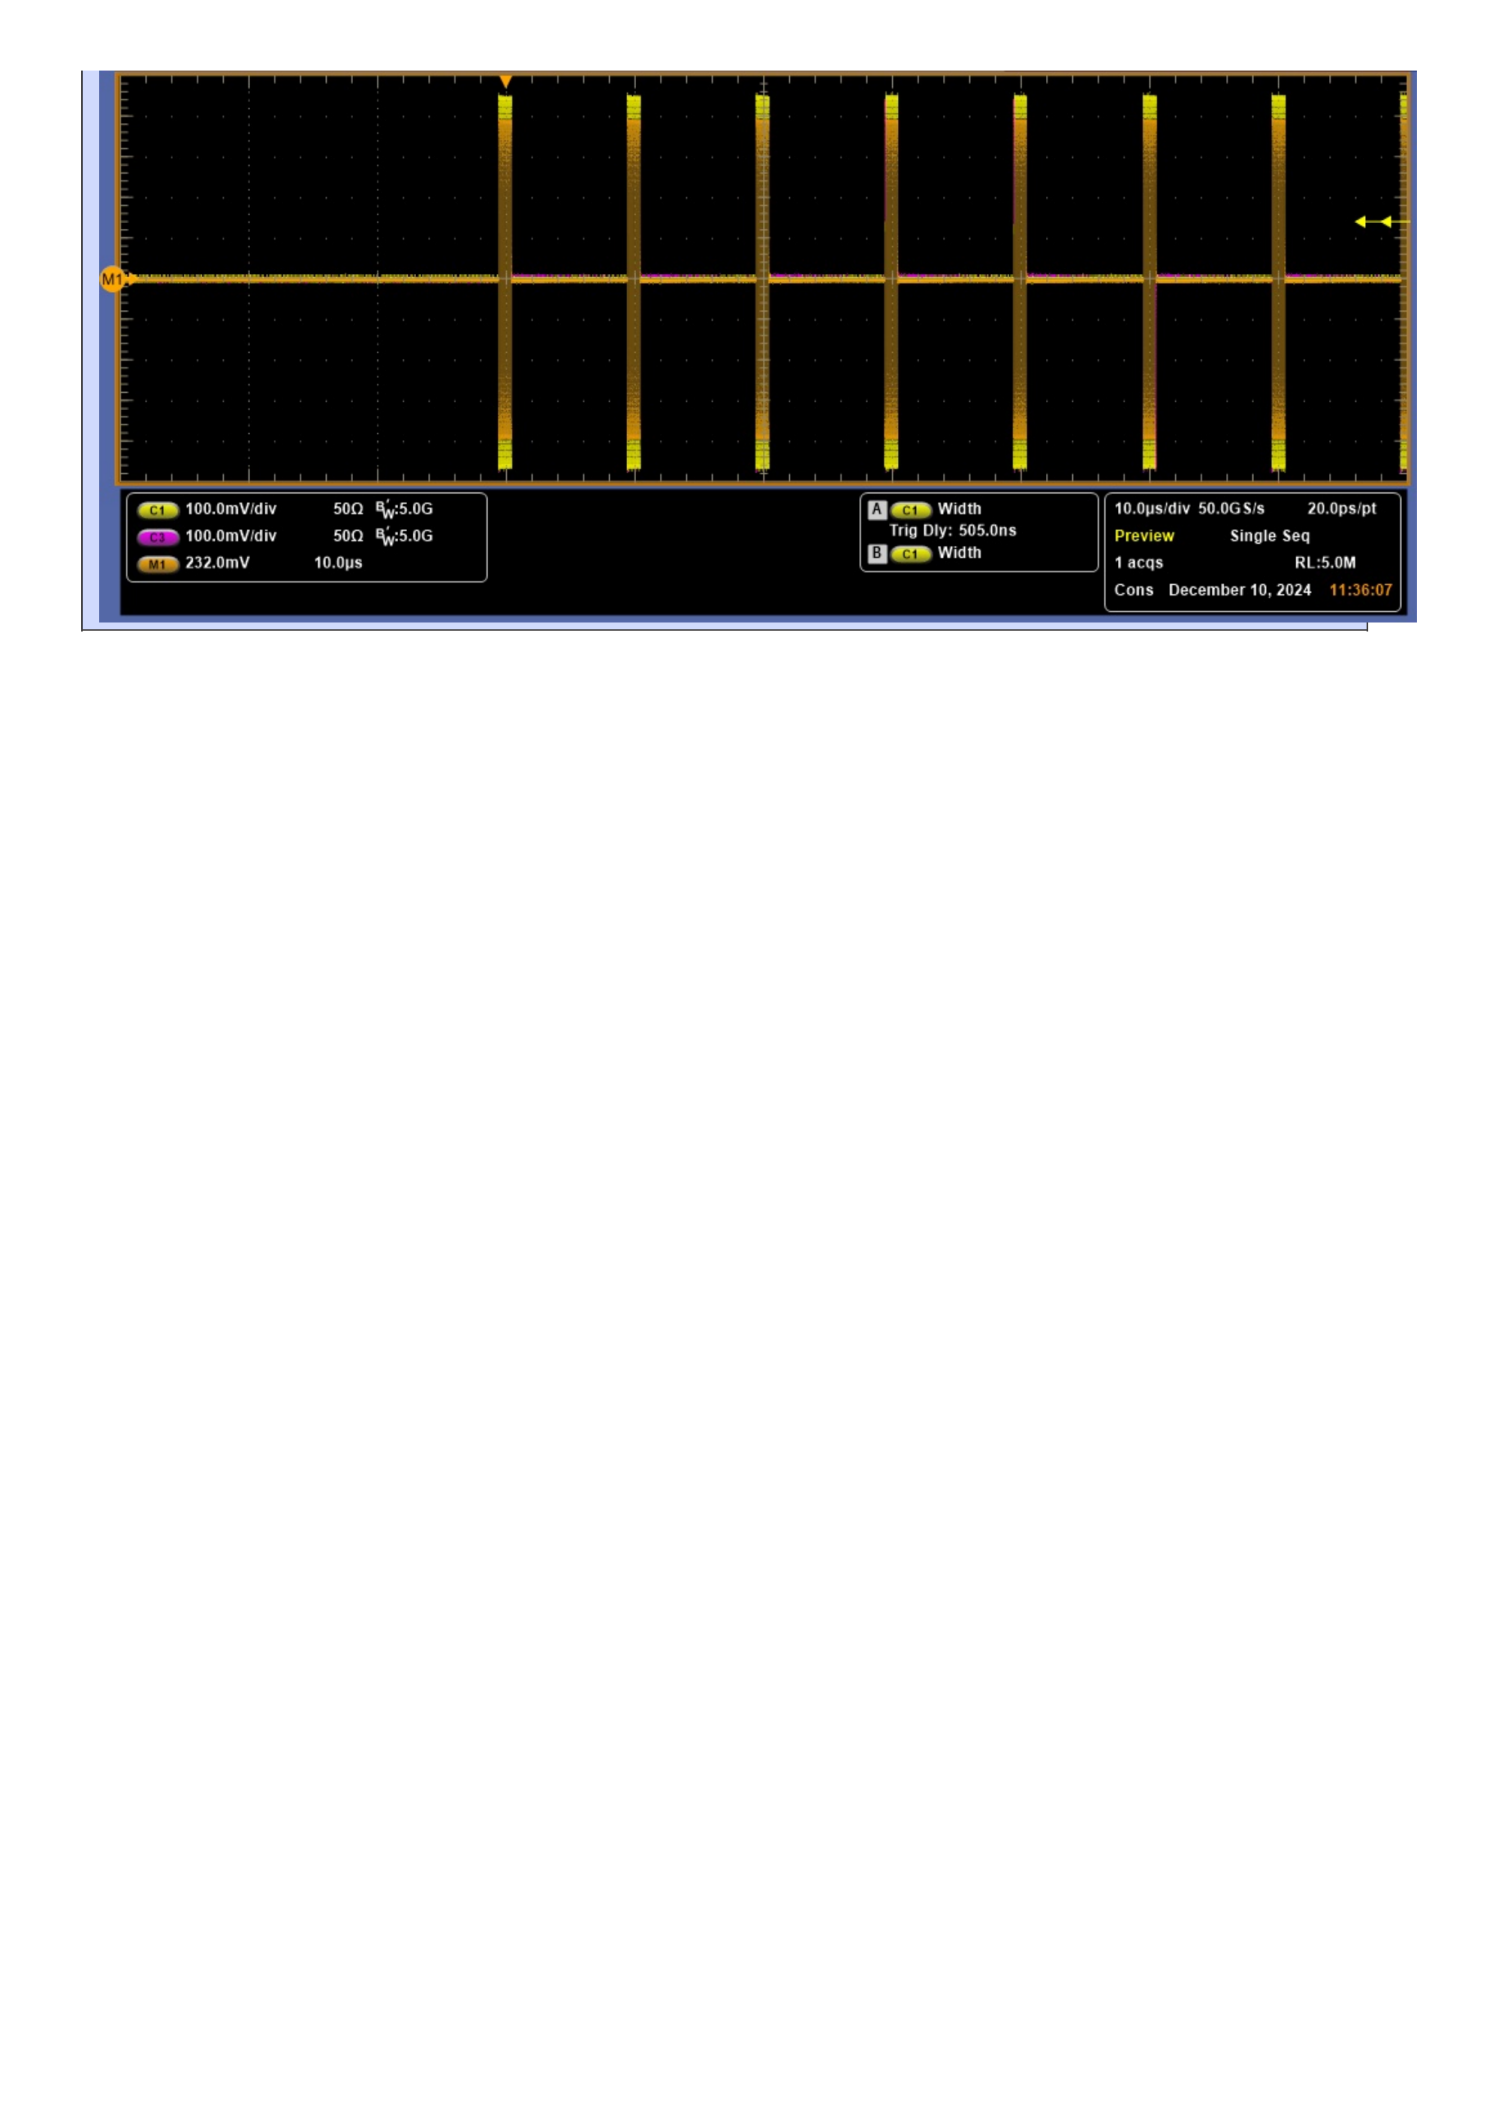 M1
C1 100.0mV/div 50Ω BW:5.0G
C3 100.0mV/div 50Ω BW:5.0G
M1 232.0mV 10.0µs
A C1 Width
Trig Dly: 505.0ns
B C1 Width
10.0µs/div 50.0GS/s 20.0ps/pt
Preview Single Seq
1 acqs RL:5.0M
Cons December 10, 2024 11:36:07